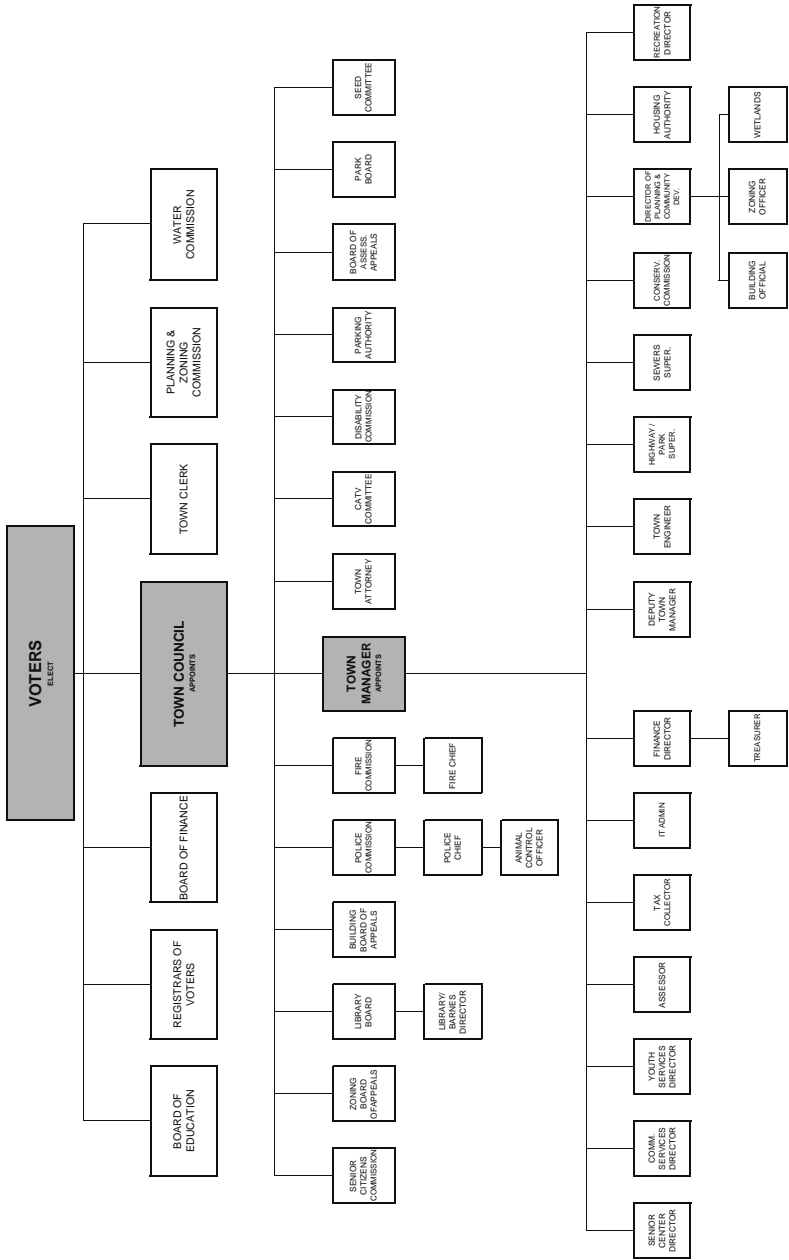 VOTERS
ELECT
BOARD OF
EDUCATION
REGISTRARS OF
VOTERS
BOARD OF FINANCE
TOWN COUNCIL
APPOINTS
TOWN CLERK
PLANNING &
ZONING
COMMISSION
WATER
COMMISSION
SENIOR
CITIZENS
COMMISSION
ZONING
BOARD
OFAPPEALS
LIBRARY
BOARD
BUILDING
BOARD OF
APPEALS
POLICE
COMMISSION
FIRE
COMMISSION
TOWN
MANAGER
APPOINTS
TOWN
ATTORNEY
CATV
COMMITTEE
DISABILITY
COMMISSION
PARKING
AUTHORITY
BOARD OF
ASSESS.
APPEALS
PARK
BOARD
SEED
COMMITTEE
LIBRARY/
BARNES
DIRECTOR
POLICE
CHIEF
FIRE CHIEF
ANIMAL
CONTROL
OFFICER
SENIOR
CENTER
DIRECTOR
COMM.
SERVICES
DIRECTOR
YOUTH
SERVICES
DIRECTOR
ASSESSOR
TAX
COLLECTOR
IT ADMIN
FINANCE
DIRECTOR
DEPUTY
TOWN
MANAGER
TOWN
ENGINEER
HIGHWAY /
PARK
SUPER.
SEWERS
SUPER.
CONSERV.
COMMISSION
DIRECTOR OF
PLANNING &
COMMUNITY
DEV.
HOUSING
AUTHORITY
RECREATION
DIRECTOR
TREASURER
BUILDING
OFFICIAL
ZONING
OFFICER
WETLANDS